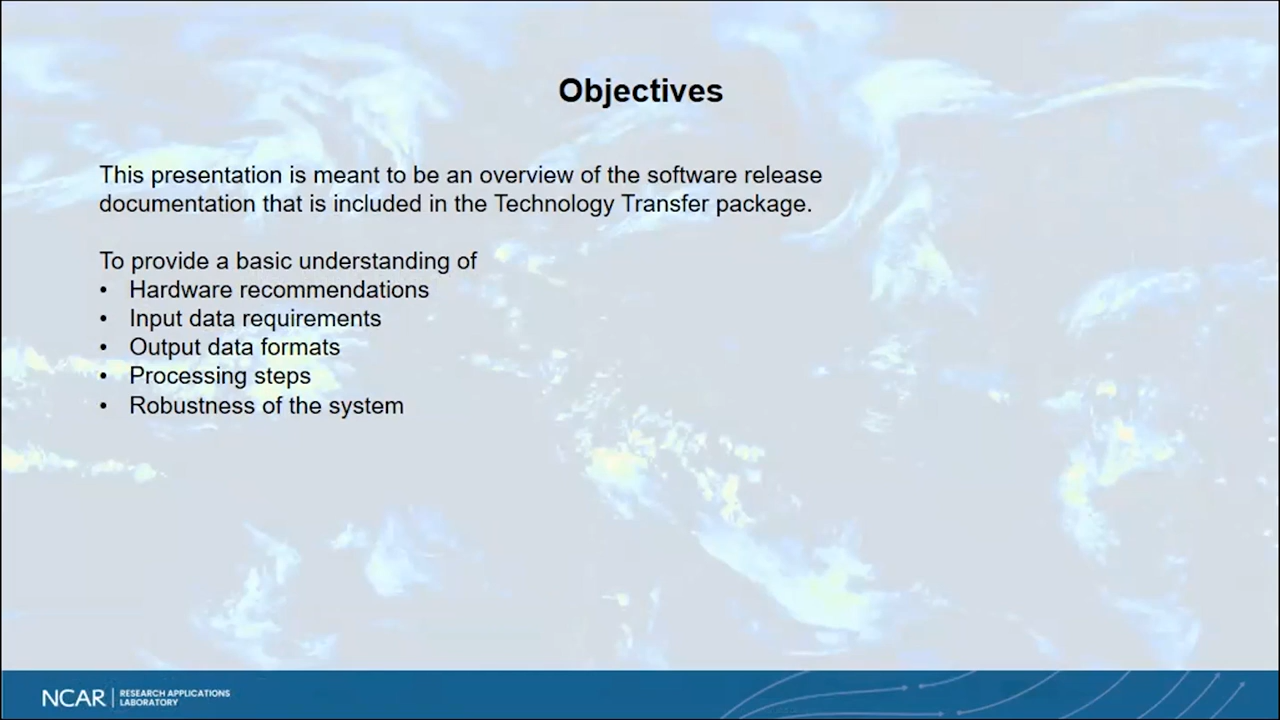 Objectives
This presentation is meant to be an overview of the software release
documentation that is included in the Technology Transfer package.
To provide a basic understanding of
• Hardware recommendations
• Input data requirements
• Output data formats
• Processing steps
• Robustness of the system
NCAR | RESEARCH APPLICATIONS
LABORATORY